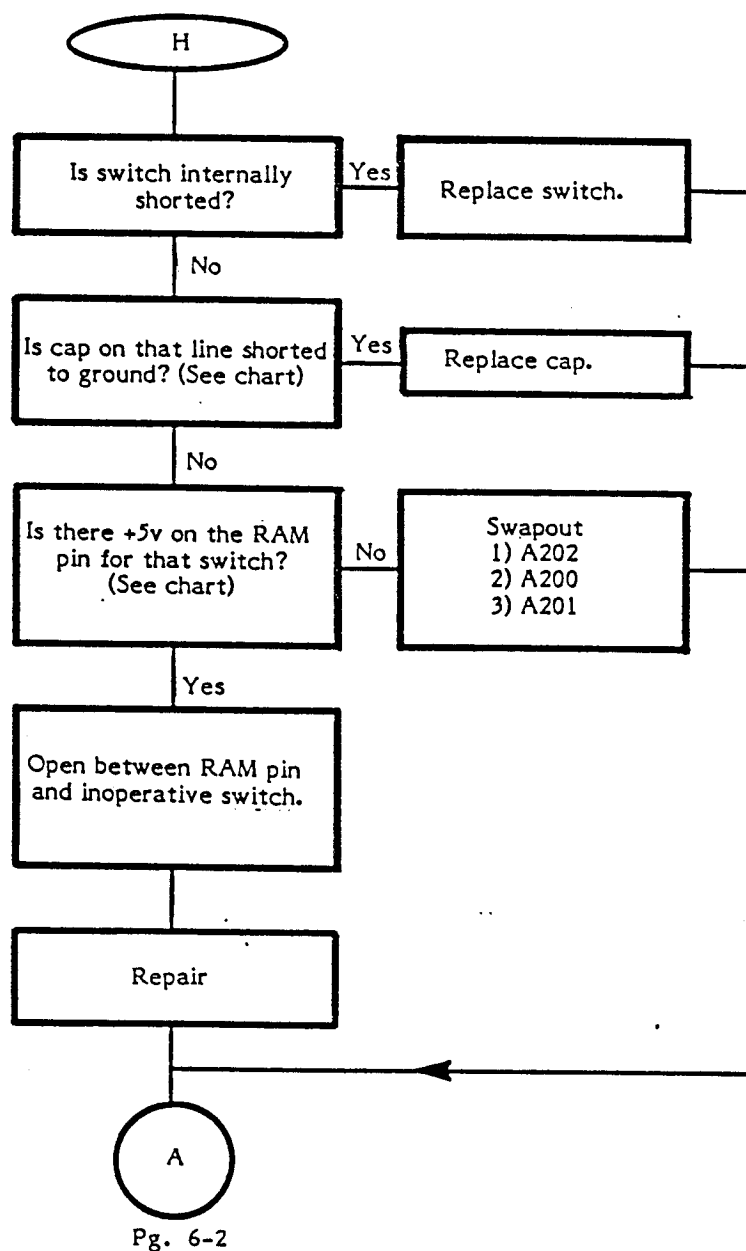 H
Is switch internally
shorted?
Yes
Replace switch.
No
Is cap on that line shorted
to ground? (See chart)
Yes
Replace cap.
No
Is there +5v on the RAM
pin for that switch?
(See chart)
No
Swapout
1) A202
2) A200
3) A201
Yes
Open between RAM pin
and inoperative switch.
Repair
A
Pg. 6-2